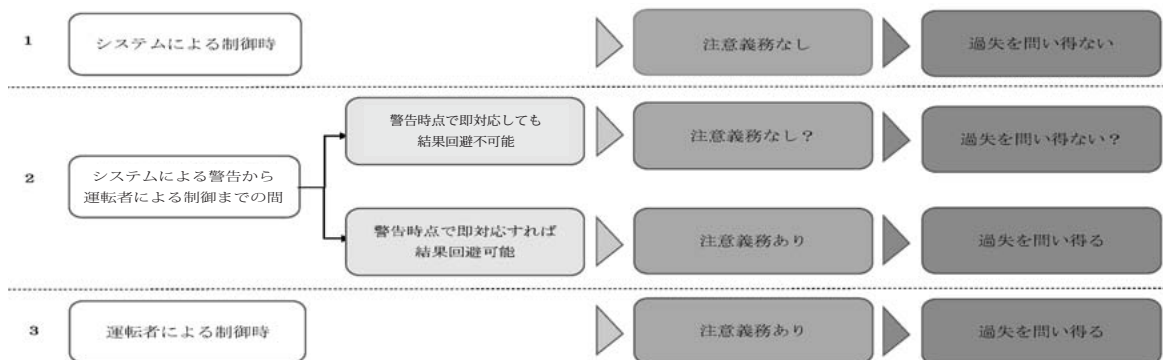 1
システムによる制御時
注意義務なし
過失を問い得ない
2
システムによる警告から
運転者による制御までの間
警告時点で即対応しても
結果回避不可能
注意義務なし？
過失を問い得ない？
警告時点で即対応すれば
結果回避可能
注意義務あり
過失を問い得る
3
運転者による制御時
注意義務あり
過失を問い得る